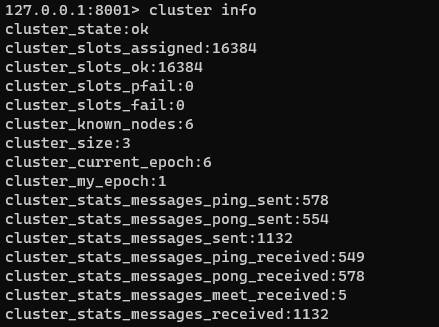 127.0.0.1:8001> cluster info
cluster_state:ok
cluster_slots_assigned:16384
cluster_slots_ok:16384
cluster_slots_pfail:0
cluster_slots_fail:0
cluster_known_nodes:6
cluster_size:3
cluster_current_epoch:6
cluster_my_epoch:1
cluster_stats_messages_ping_sent:578
cluster_stats_messages_pong_sent:554
cluster_stats_messages_sent:1132
cluster_stats_messages_ping_received:549
cluster_stats_messages_pong_received:578
cluster_stats_messages_meet_received:5
cluster_stats_messages_received:1132